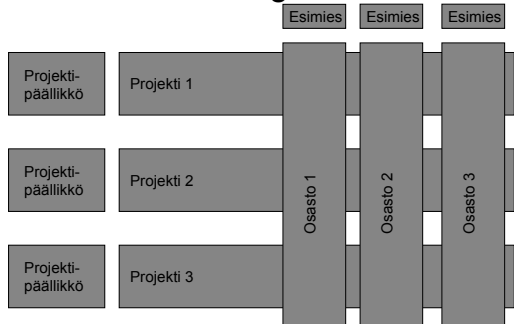 Esimies Esimies Esimies
Projekti-
päällikkö
Projekti 1
Projekti-
päällikkö
Projekti 2
Osasto 1
Osasto 2
Osasto 3
Projekti-
päällikkö
Projekti 3